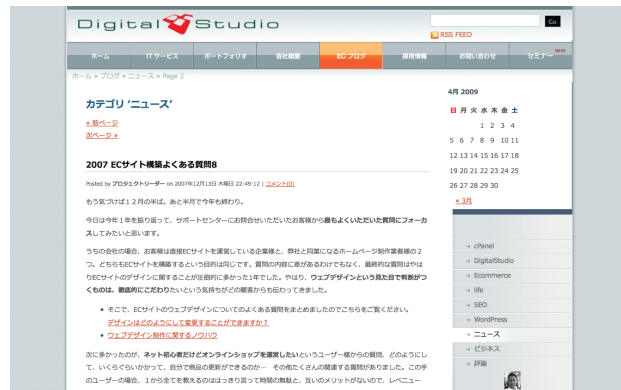 Digital Studio
Go
RSS FEED
ホーム ITサービス ポートフォリオ 会社概要 ECブログ 採用情報 お問い合わせ セミナー NEW
ホーム » ブログ » ニュース » Page 2
カテゴリ ‘ニュース’
« 前ページ
次ページ »
2007 ECサイト構築よくある質問8
Posted by プロジェクトリーダー on 2007年12月13日 木曜日 22:49:12 | コメント(0)
もう気づけば12月の半ば。あと半月で今年も終わり。
今日は今年1年を振り返って、サポートセンターにお問合せいただいたお客様から最もよくいただいた質問にフォーカ
スしてみたいと思います。
うちの会社の場合、お客様は直接ECサイトを運営している企業様と、弊社と同業になるホームページ制作業者様の2
つ。どちらもECサイトを構築するという目的は同じです。質問の内容に差があるわけでもなく、最終的な質問はやは
りECサイトのデザインに関することが圧倒的に多かった1年でした。やはり、ウェブデザインという見た目で判断がつ
くものは、徹底的にこだわりたいという気持ちがどの顧客からも伝わってきました。
• そこで、ECサイトのウェブデザインについてのよくある質問をまとめましたのでこちらをご覧ください。
デザインはどのようにして変更することができますか？
• ウェブデザイン制作に関するノウハウ
次に多かったのが、ネット初心者だけどオンラインショップを運営したいというユーザー様からの質問、どのようにし
て、いくらぐらいかかって、自分で商品の更新ができるのか… その他たくさんの関連する質問がありました。この手
のユーザーの場合、1から全てを教えるのははっきり言って時間の無駄と、互いのメリットがないので、レベニュー
4月 2009
日 月 火 水 木 金 土
1 2 3 4
5 6 7 8 9 10 11
12 13 14 15 16 17 18
19 20 21 22 23 24 25
26 27 28 29 30
« 3月
→ cPanel
→ DigitalStudio
→ Ecommerce
→ life
→ SEO
→ WordPress
→ ニュース
→ ビジネス
→ 評論